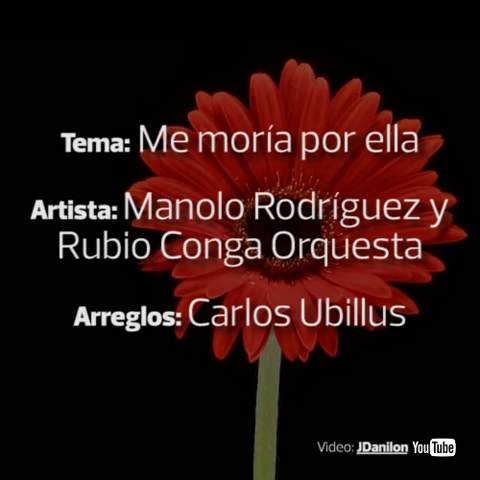 Tema: Me moría por ella
Artista: Manolo Rodríguez y
Rubio Conga Orquesta
Arreglos: Carlos Ubillus
Video: JDanilon YouTube